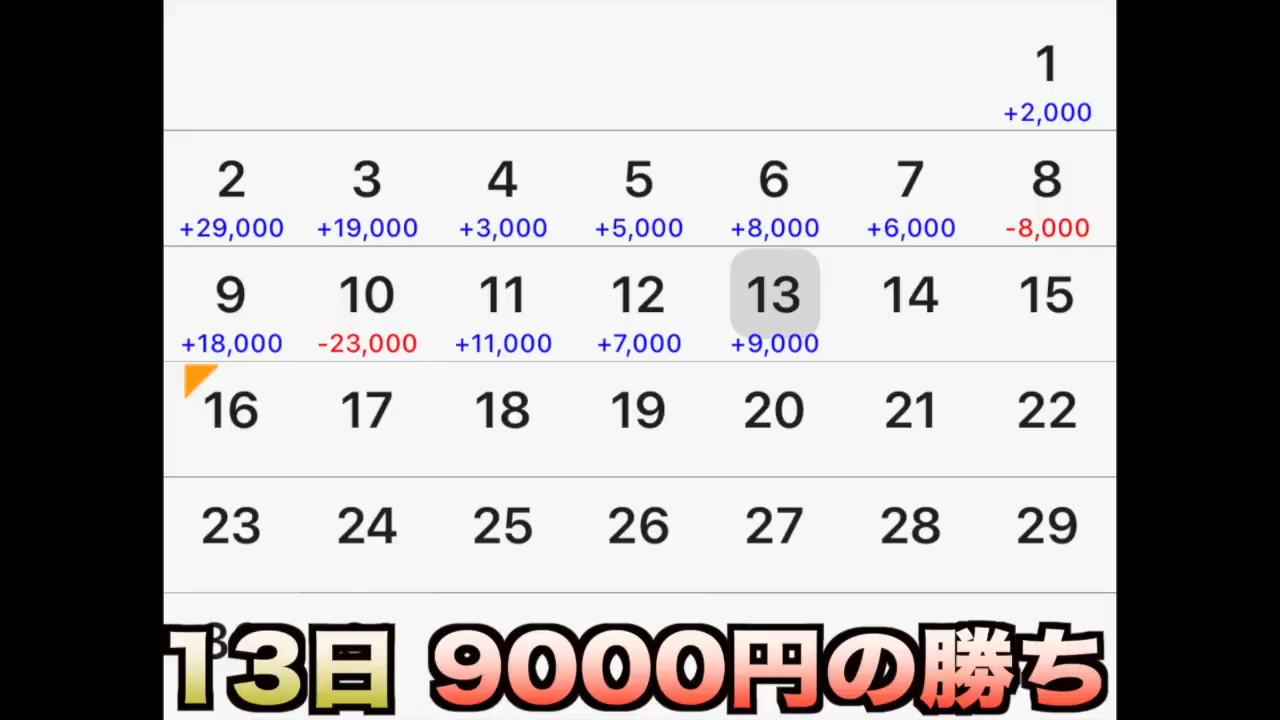 1
+2,000
2 3 4 5 6 7 8
+29,000 +19,000 +3,000 +5,000 +8,000 +6,000 -8,000
9 10 11 12 13 14 15
+18,000 -23,000 +11,000 +7,000 +9,000
16 17 18 19 20 21 22
23 24 25 26 27 28 29
13日 9000円の勝ち